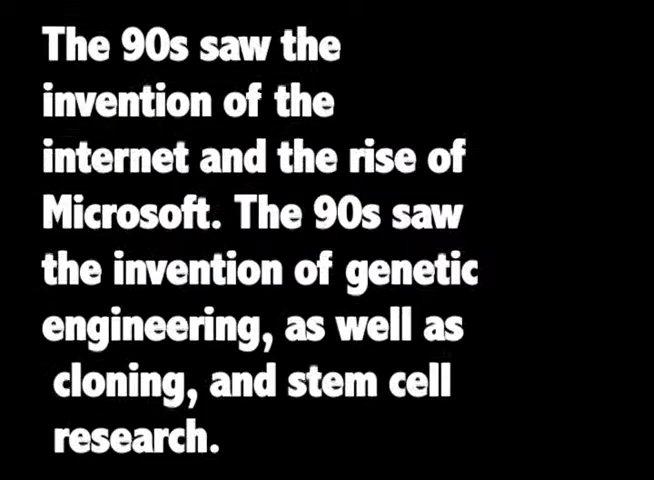 The 90s saw the
invention of the
internet and the rise of
Microsoft. The 90s saw
the invention of genetic
engineering, as well as
cloning, and stem cell
research.